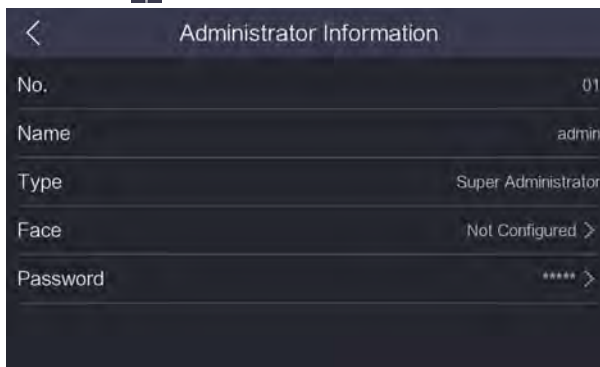 Administrator Information
No. 01
Name admin
Type Super Administrator
Face Not Configured >
Password ***** >